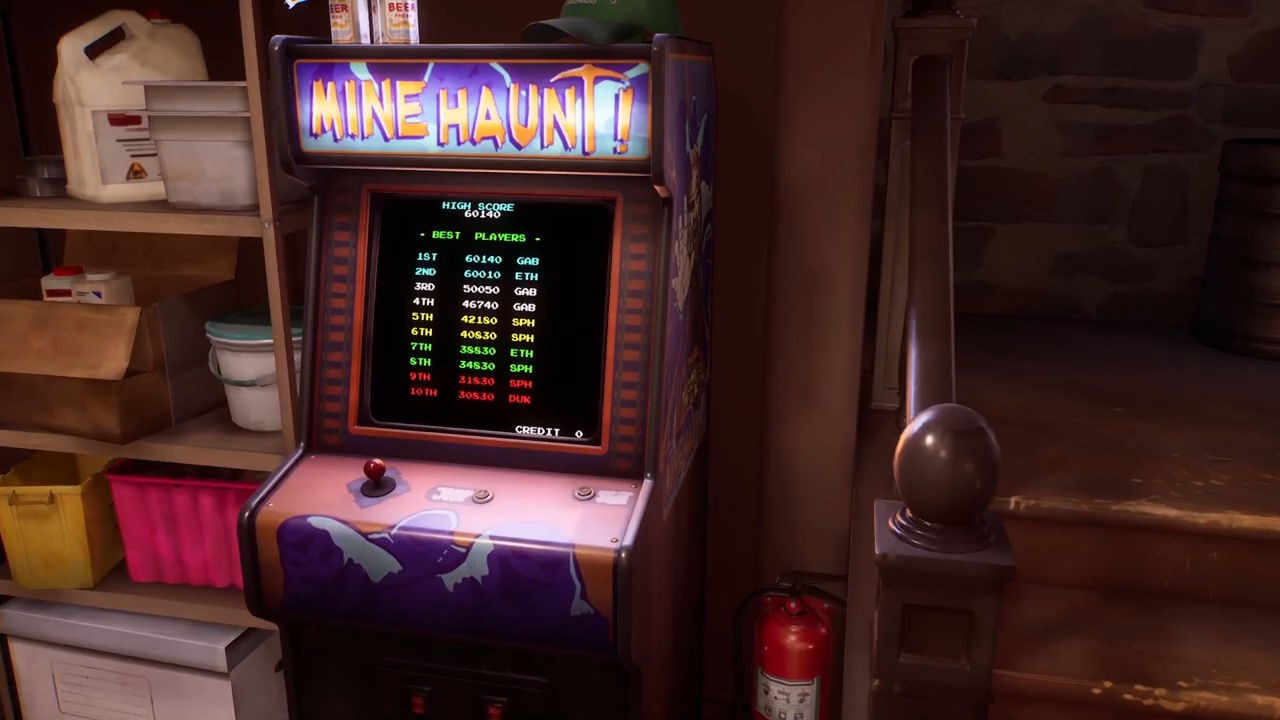 BEER
BEER
MINE HAUNT!
HIGH SCORE
60140
- BEST PLAYERS -
1ST 60140 GAB
2ND 60010 ETH
3RD 50050 GAB
4TH 46740 GAB
5TH 42180 SPH
6TH 40830 SPH
7TH 38830 ETH
8TH 34830 SPH
9TH 31830 SPH
10TH 30830 DUK
CREDIT 0